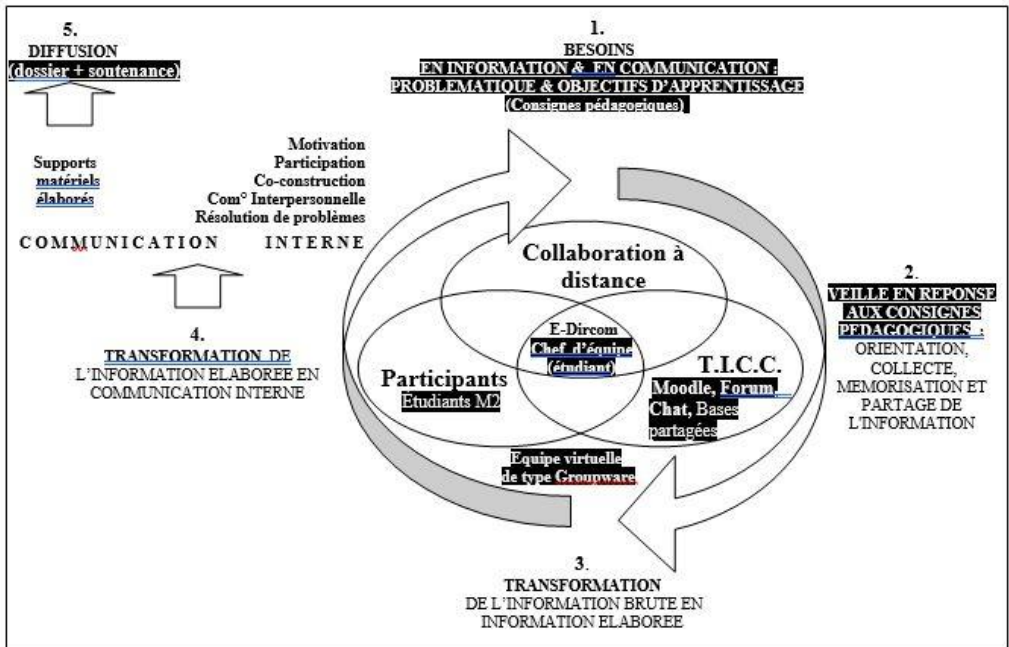 5.
DIFFUSION
(dossier + soutenance)
1.
BESOINS
EN INFORMATION & EN COMMUNICATION :
PROBLEMATIQUE & OBJECTIFS D'APPRENTISSAGE
(Consignes pédagogiques)
Supports
matériels
élaborés
Motivation
Participation
Co-construction
Com° Interpersonnelle
Résolution de problèmes
COMMUNICATION INTERNE
4.
TRANSFORMATION DE
L'INFORMATION ELABOREE EN
COMMUNICATION INTERNE
Collaboration à
distance
E-Dircom
Chef d'équipe
(étudiant)
Participants
Etudiants M2
T.I.C.C.
Moodle, Forum,
Chat, Bases
partagées
Equipe virtuelle
de type Groupware
2.
VEILLE EN REPONSE
AUX CONSIGNES
PEDAGOGIQUES :
ORIENTATION,
COLLECTE,
MEMORISATION ET
PARTAGE DE
L'INFORMATION
3.
TRANSFORMATION
DE L'INFORMATION BRUTE EN
INFORMATION ELABOREE